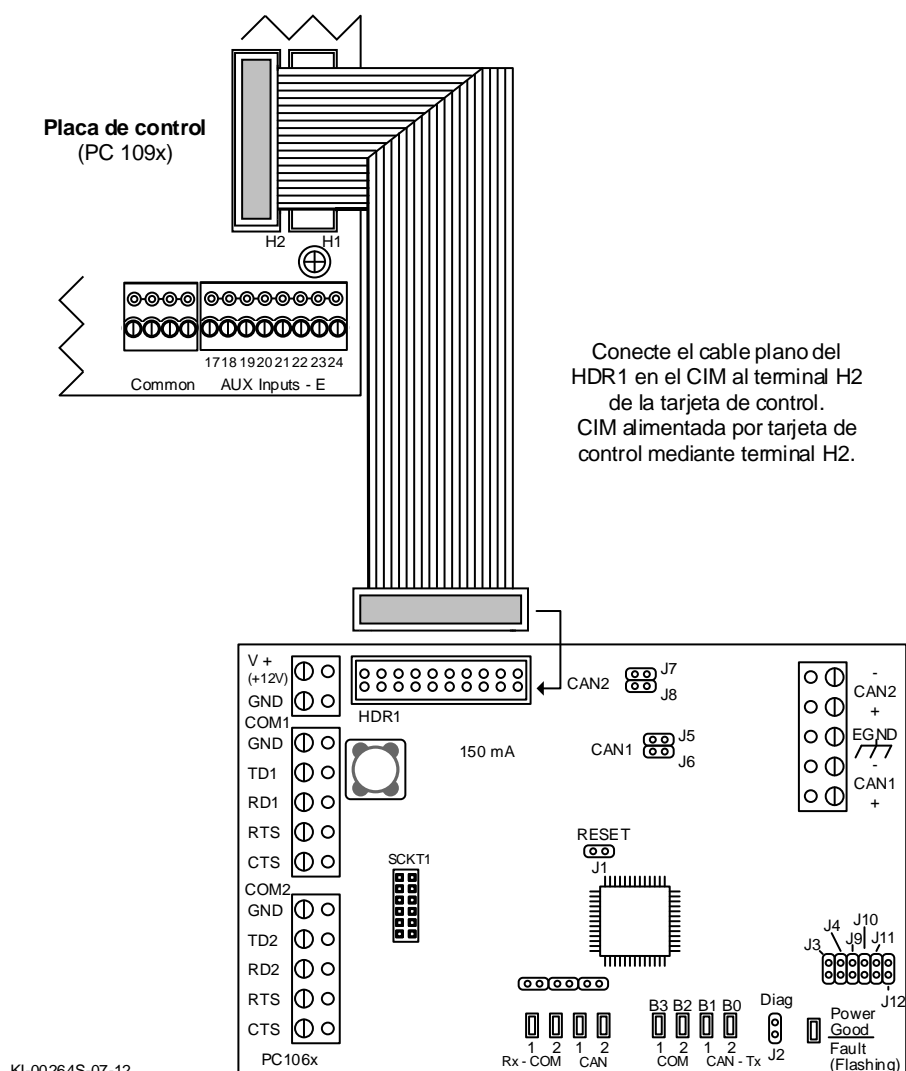 Placa de control
(PC 109x)
H2 H1
17 18 19 20 21 22 23 24
Common AUX Inputs - E
Conecte el cable plano del
HDR1 en el CIM al terminal H2
de la tarjeta de control.
CIM alimentada por tarjeta de
control mediante terminal H2.
V +
(+12V)
GND
COM1
GND
TD1
RD1
RTS
CTS
COM2
GND
TD2
RD2
RTS
CTS
PC106x
HDR1
150 mA
SCKT1
CAN2
J7
J8
CAN1
J5
J6
RESET
J1
-
CAN2
+
EGND
-
CAN1
+
J3 J4 J9 J10 J11
J12
B3 B2 B1 B0
Diag
J2
1 2 1 2
Rx - COM CAN
1 2 1 2
COM CAN - Tx
Power
Good
Fault
(Flashing)
KI-00264S-07-12